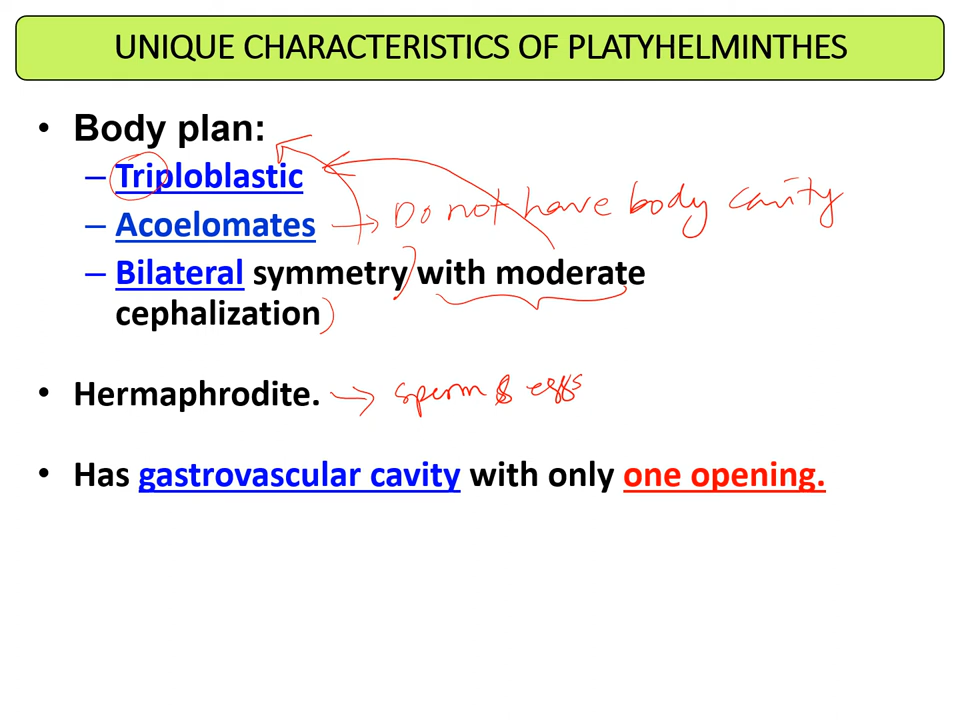 UNIQUE CHARACTERISTICS OF PLATYHELMINTHES
• Body plan:
– Triploblastic
– Acoelomates → Do not have body cavity
– Bilateral symmetry) with moderate
cephalization)
• Hermaphrodite. → sperm & eggs
• Has gastrovascular cavity with only one opening.